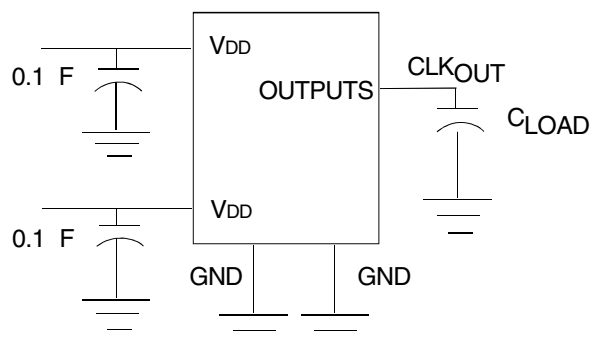 VDD
0.1 F
OUTPUTS
CLKOUT
CLOAD
VDD
0.1 F
GND
GND